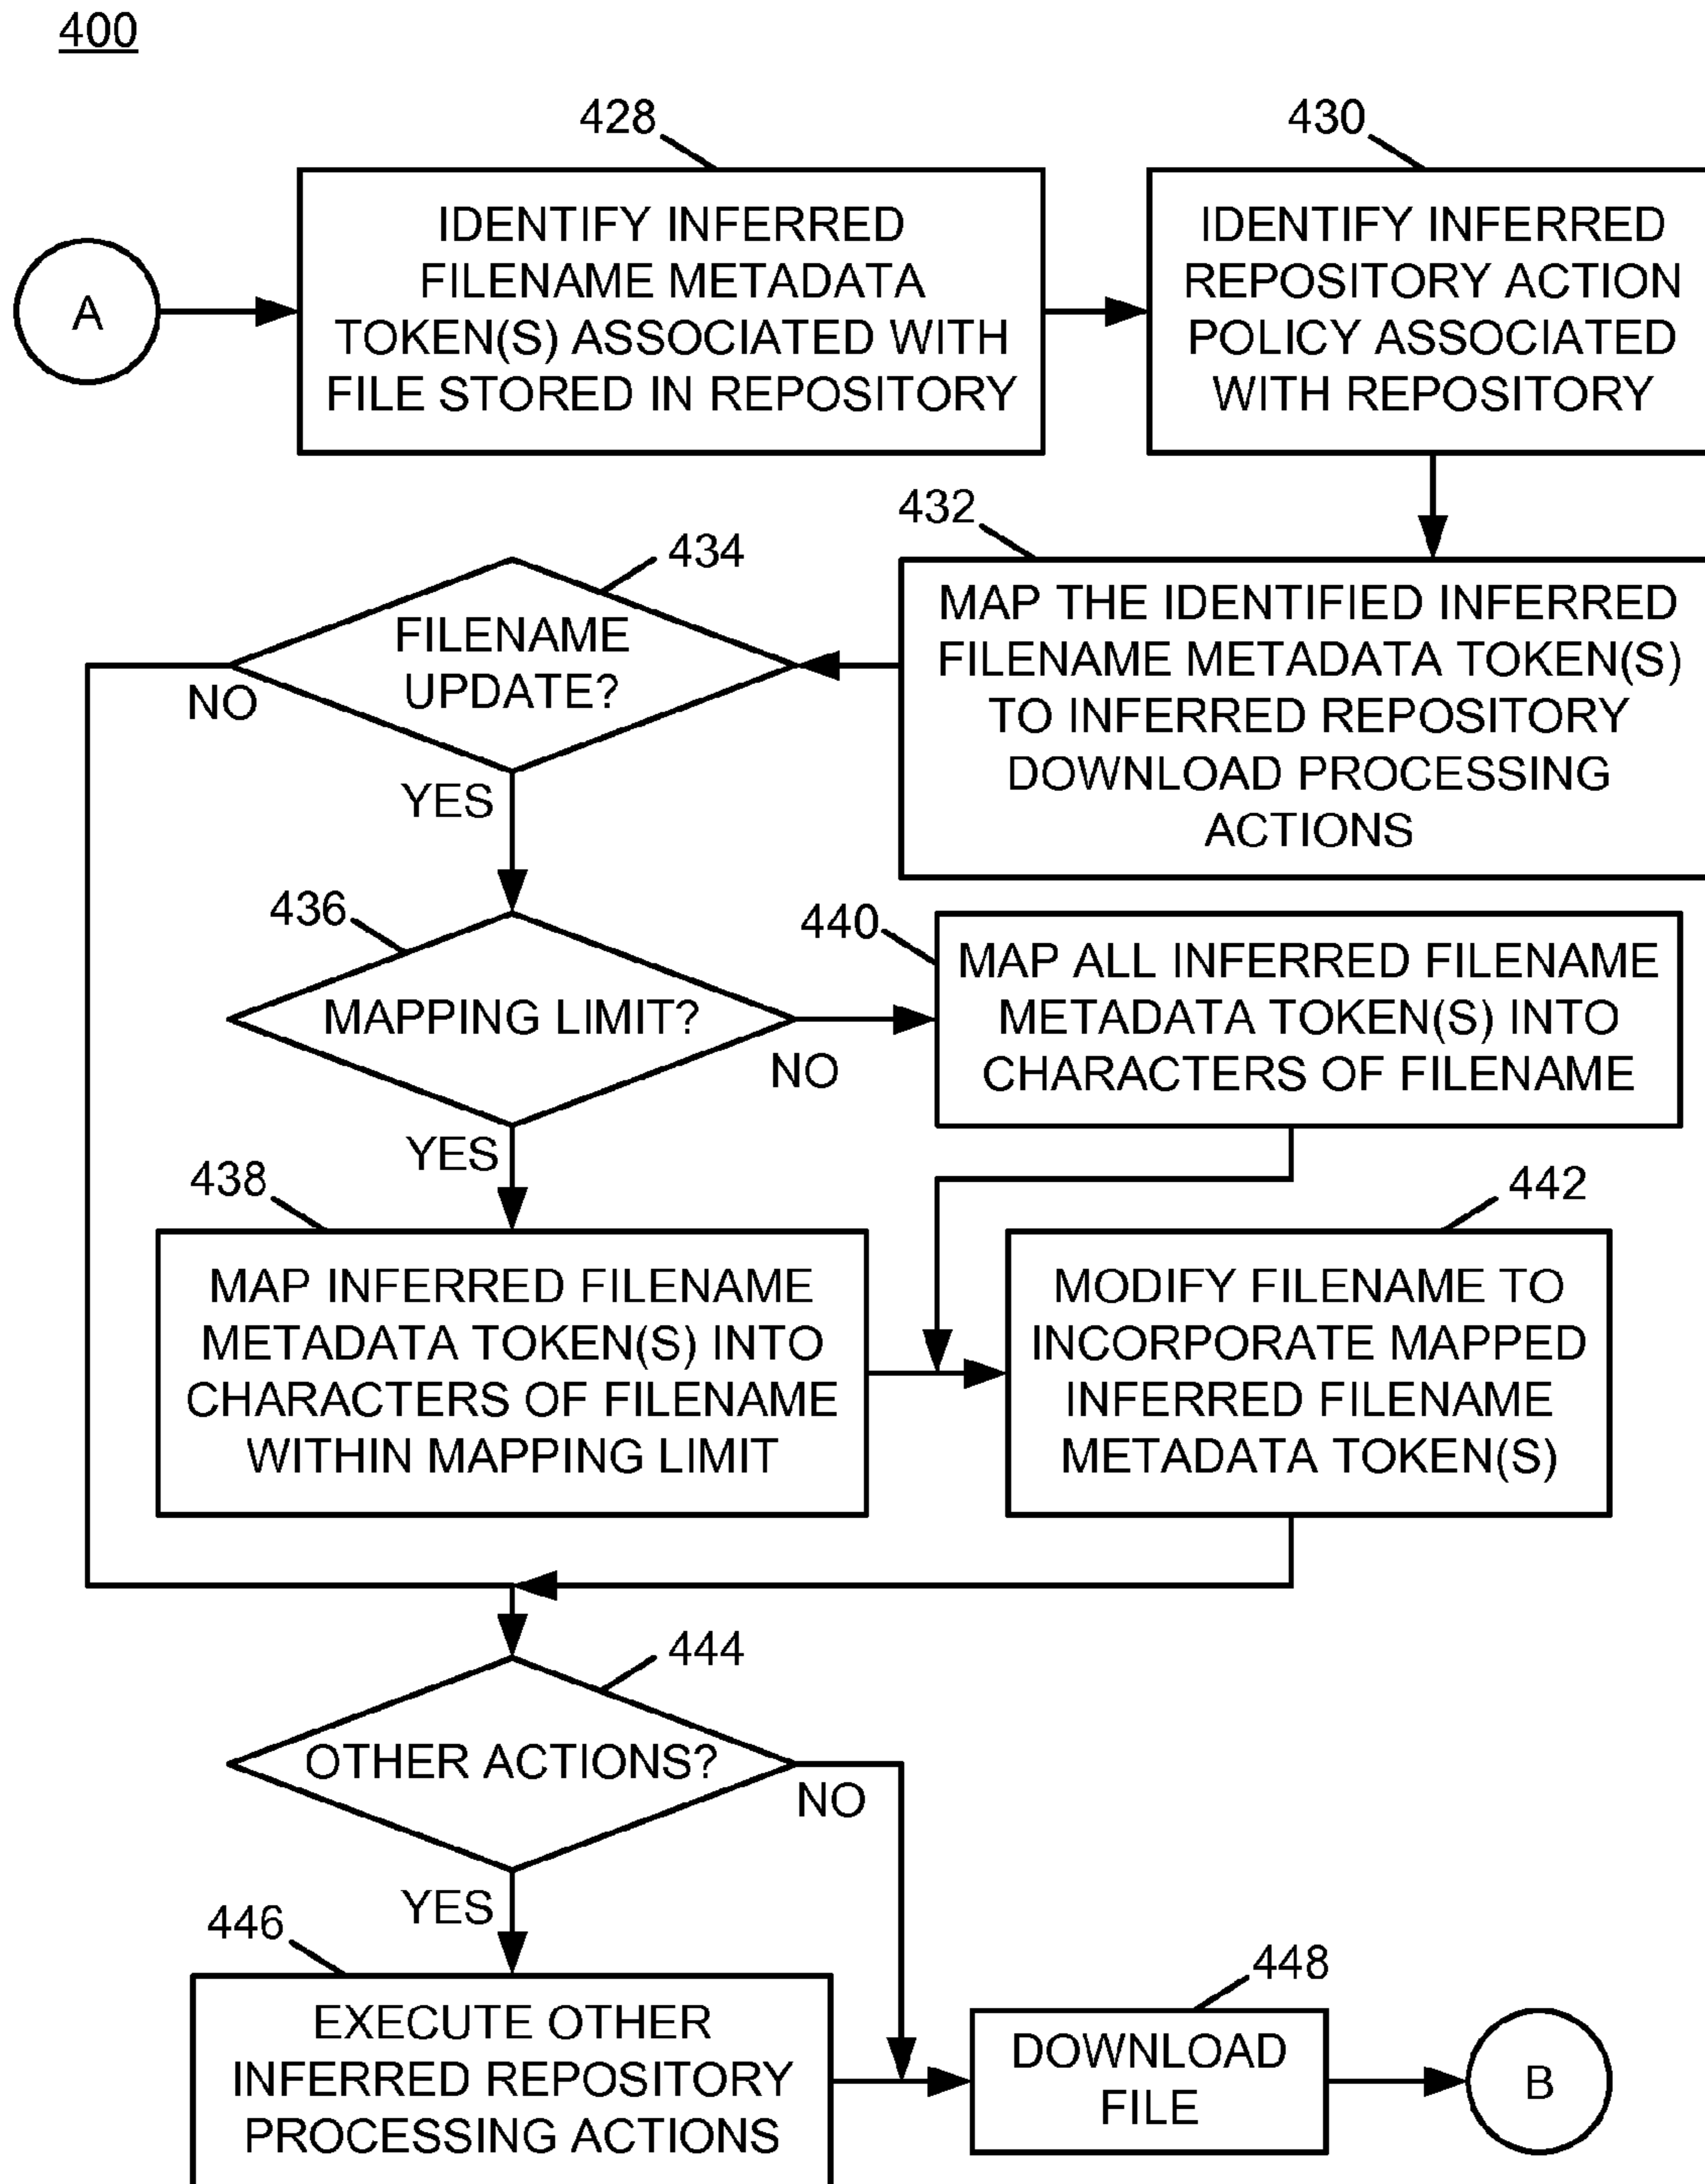 400
428
430
A
IDENTIFY INFERRED
FILENAME METADATA
TOKEN(S) ASSOCIATED WITH
FILE STORED IN REPOSITORY
IDENTIFY INFERRED
REPOSITORY ACTION
POLICY ASSOCIATED
WITH REPOSITORY
432
434
MAP THE IDENTIFIED INFERRED
FILENAME METADATA TOKEN(S)
TO INFERRED REPOSITORY
DOWNLOAD PROCESSING
ACTIONS
FILENAME
UPDATE?
NO
YES
436
MAPPING LIMIT?
NO
YES
440
MAP ALL INFERRED FILENAME
METADATA TOKEN(S) INTO
CHARACTERS OF FILENAME
438
MAP INFERRED FILENAME
METADATA TOKEN(S) INTO
CHARACTERS OF FILENAME
WITHIN MAPPING LIMIT
442
MODIFY FILENAME TO
INCORPORATE MAPPED
INFERRED FILENAME
METADATA TOKEN(S)
444
OTHER ACTIONS?
NO
YES
446
EXECUTE OTHER
INFERRED REPOSITORY
PROCESSING ACTIONS
448
DOWNLOAD
FILE
B